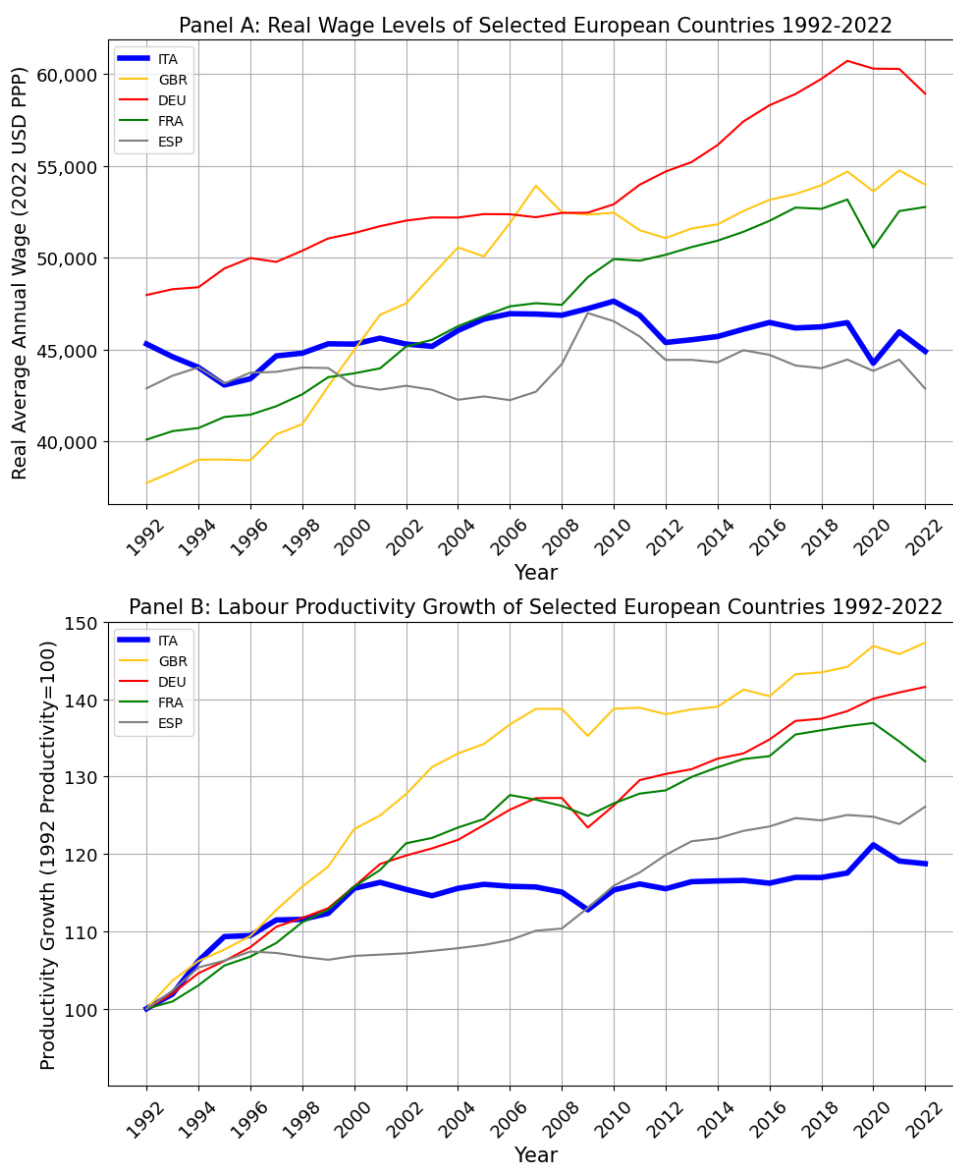 Panel A: Real Wage Levels of Selected European Countries 1992-2022
Real Average Annual Wage (2022 USD PPP)
ITA
GBR
DEU
FRA
ESP
60,000
55,000
50,000
45,000
40,000
1992
1994
1996
1998
2000
2002
2004
2006
2008
2010
2012
2014
2016
2018
2020
2022
Year
Panel B: Labour Productivity Growth of Selected European Countries 1992-2022
Productivity Growth (1992 Productivity=100)
ITA
GBR
DEU
FRA
ESP
150
140
130
120
110
100
1992
1994
1996
1998
2000
2002
2004
2006
2008
2010
2012
2014
2016
2018
2020
2022
Year